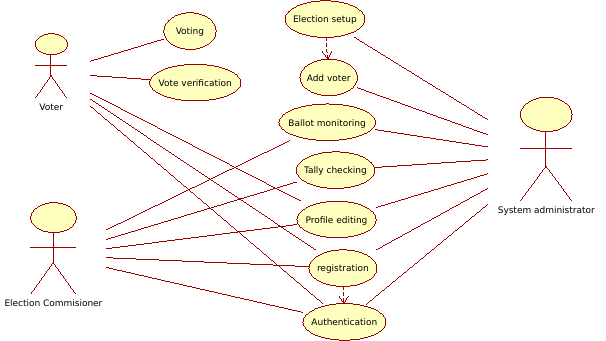 Election setup
Voting
Add voter
Vote verification
Voter
Ballot monitoring
Tally checking
System administrator
Profile editing
registration
Election Commisioner
Authentication